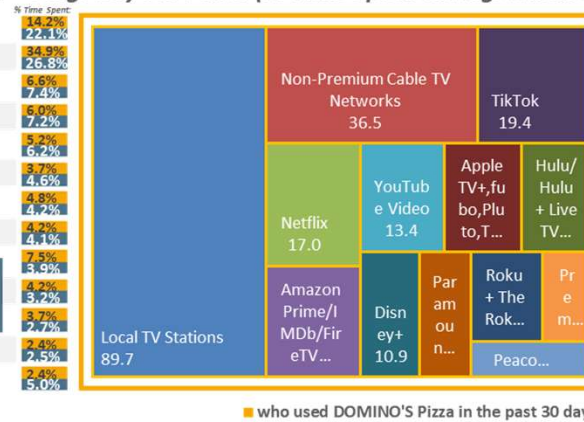 % Time Spent:
14.2%
22.1%
34.9%
26.8%
6.6%
7.4%
6.0%
7.2%
5.2%
6.2%
3.7%
4.6%
4.8%
4.2%
4.2%
4.1%
7.5%
3.9%
4.2%
3.2%
3.7%
2.7%
2.4%
2.5%
2.4%
5.0%
Local TV Stations
89.7
Non-Premium Cable TV
Networks
36.5
TikTok
19.4
Netflix
17.0
YouTub
e Video
13.4
Apple
TV+,fu
bo,Plu
to,T...
Hulu/
Hulu
+ Live
TV...
Amazon
Prime/I
MDb/Fir
eTV...
Disn
ey+
10.9
Par
am
ou
n...
Roku
+ The
Rok...
Pr
e
m...
Peaco...
who used DOMINO'S Pizza in the past 30 day